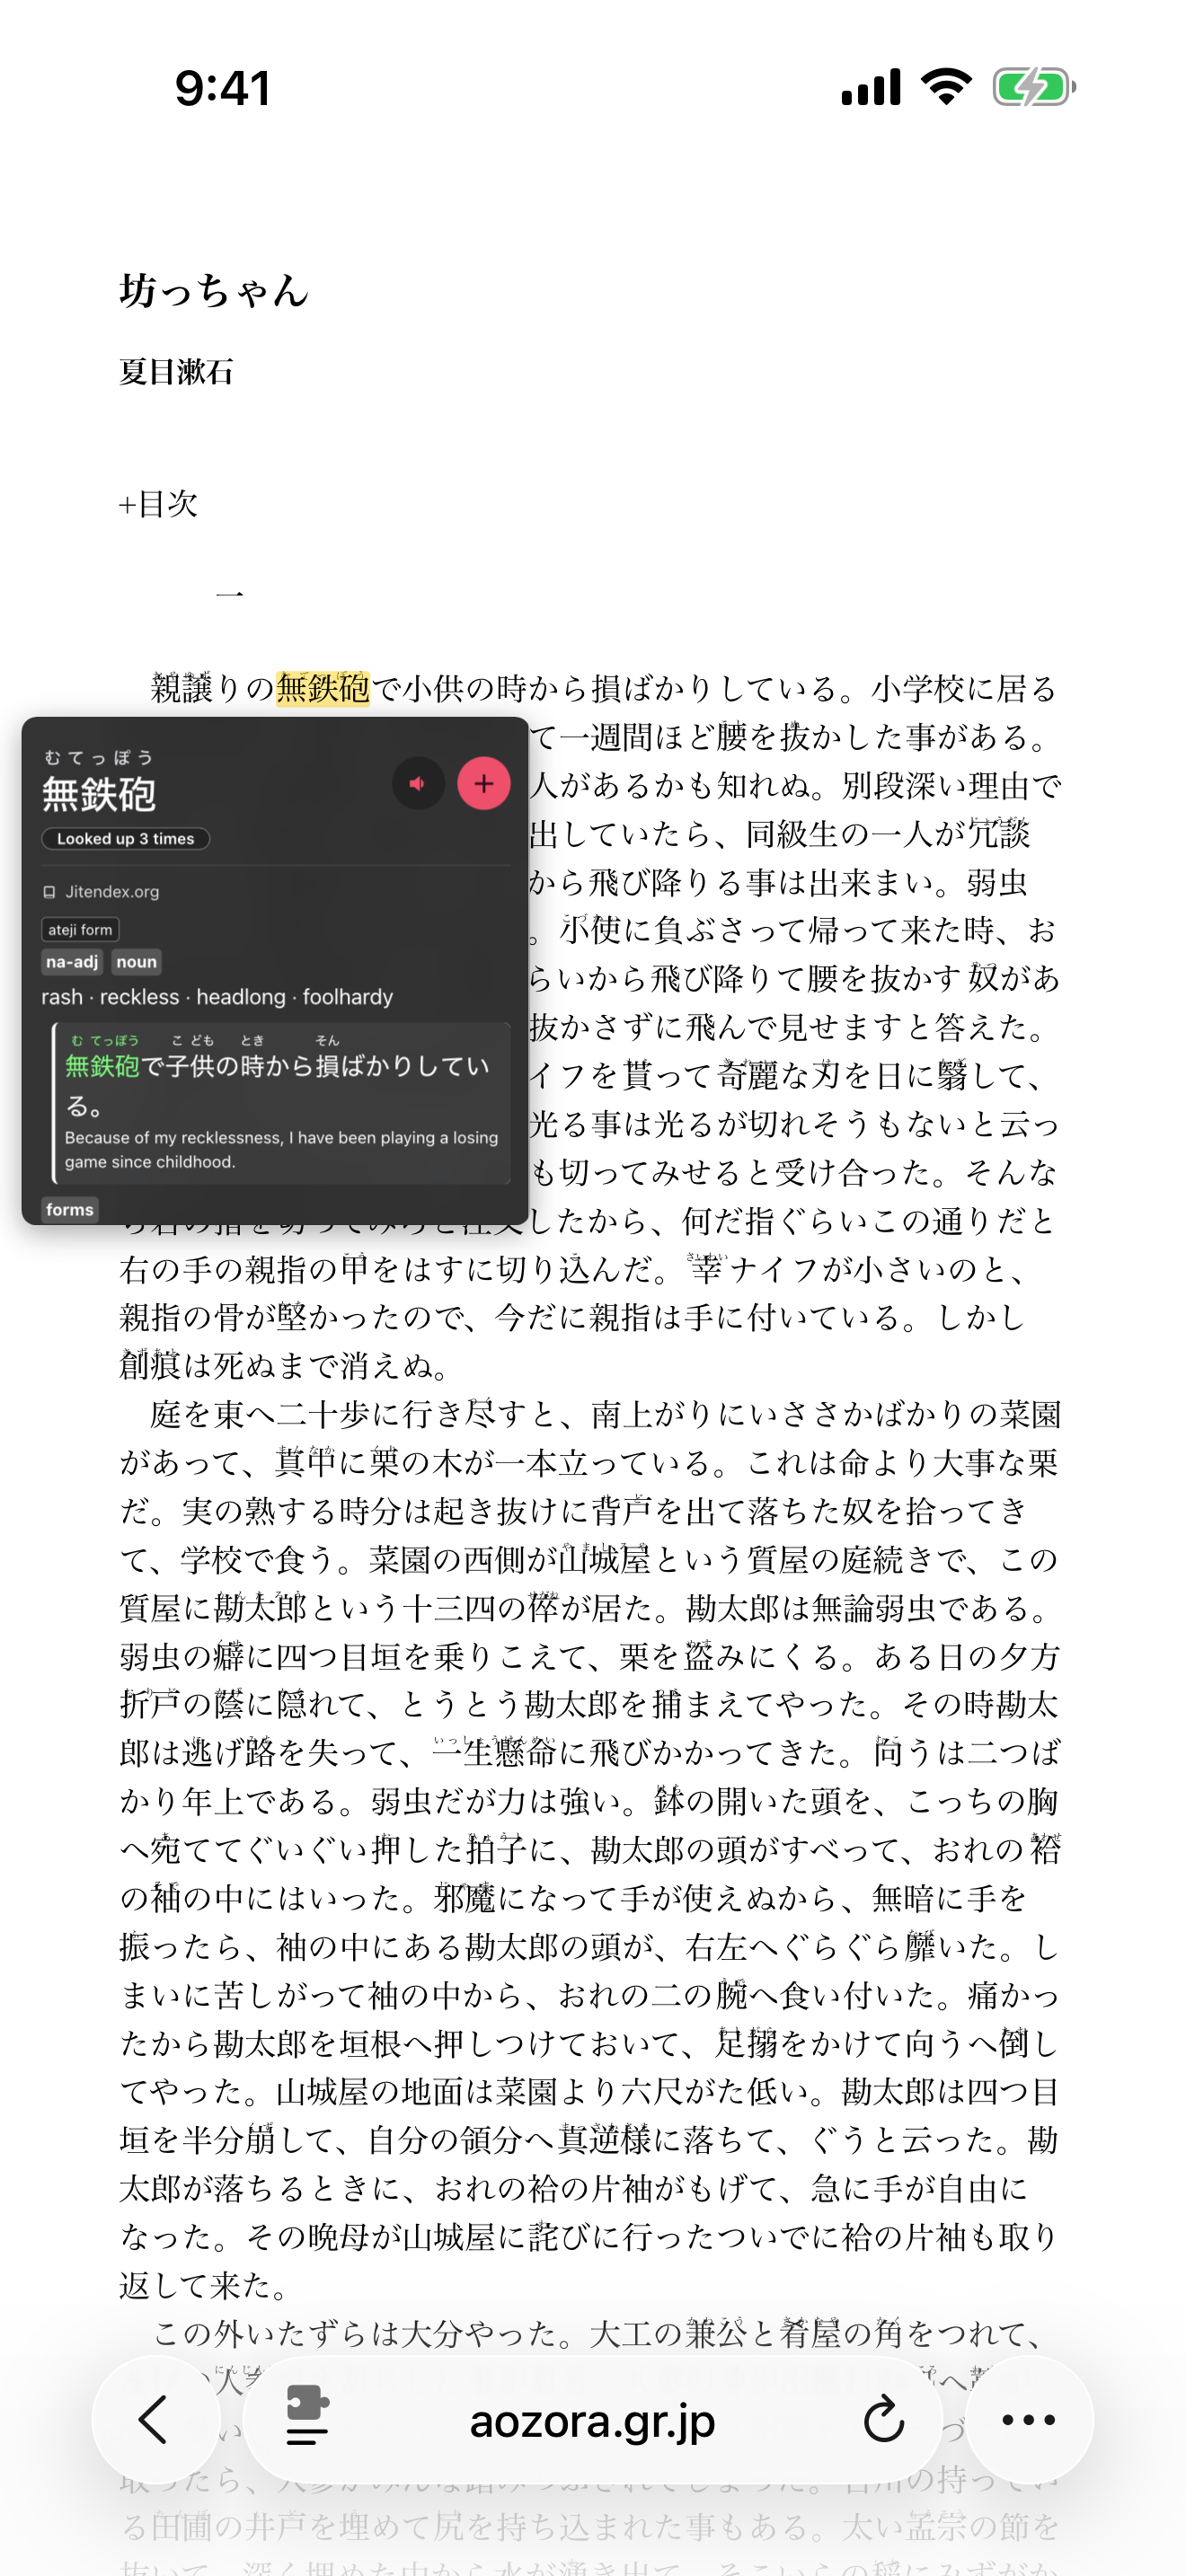 9:41
坊っちゃん
夏目漱石
+目次
一
親譲りの無鉄砲で小供の時から損ばかりしている。小学校に居る
て一週間ほど腰を抜かした事がある。
人があるかも知れぬ。別段深い理由で
出していたら、同級生の一人が冗談
から飛び降りる事は出来まい。弱虫
。小使に負ぶさって帰って来た時、お
らいから飛び降りて腰を抜かす奴があ
抜かさずに飛んで見せますと答えた。
イフを貰って奇麗な刃を日に翳して、
光る事は光るが切れそうもないと云っ
も切ってみせると受け合った。そんな
したから、何だ指ぐらいこの通りだと
むてっぽう
無鉄砲
Looked up 3 times
Jitendex.org
ateji form
na-adj noun
rash · reckless · headlong · foolhardy
む てっぽう こ ども とき そん
無鉄砲で子供の時から損ばかりしてい
る。
Because of my recklessness, I have been playing a losing
game since childhood.
forms
右の手の親指の甲をはすに切り込んだ。幸ナイフが小さいのと、
親指の骨が堅かったので、今だに親指は手に付いている。しかし
創痕は死ぬまで消えぬ。
庭を東へ二十歩に行き尽すと、南上がりにいささかばかりの菜園
があって、真中に栗の木が一本立っている。これは命より大事な栗
だ。実の熟する時分は起き抜けに背戸を出て落ちた奴を拾ってき
て、学校で食う。菜園の西側が山城屋という質屋の庭続きで、この
質屋に勘太郎という十三四の倅が居た。勘太郎は無論弱虫である。
弱虫の癖に四つ目垣を乗りこえて、栗を盗みにくる。ある日の夕方
折戸の蔭に隠れて、とうとう勘太郎を捕まえてやった。その時勘太
郎は逃げ路を失って、一生懸命に飛びかかってきた。向うは二つば
かり年上である。弱虫だが力は強い。鉢の開いた頭を、こっちの胸
へ宛ててぐいぐい押した拍子に、勘太郎の頭がすべって、おれの袷
の袖の中にはいった。邪魔になって手が使えぬから、無暗に手を
振ったら、袖の中にある勘太郎の頭が、右左へぐらぐら靡いた。し
まいに苦しがって袖の中から、おれの二の腕へ食い付いた。痛かっ
たから勘太郎を垣根へ押しつけておいて、足搦をかけて向うへ倒し
てやった。山城屋の地面は菜園より六尺がた低い。勘太郎は四つ目
垣を半分崩して、自分の領分へ真逆様に落ちて、ぐうと云った。勘
太郎が落ちるときに、おれの袷の片袖がもげて、急に手が自由に
なった。その晩母が山城屋に詫びに行ったついでに袷の片袖も取り
返して来た。
この外いたずらは大分やった。大工の兼公と肴屋の角をつれて、
aozora.gr.jp
る田圃の井戸を埋めて尻を持ち込まれた事もある。太い孟宗の節を